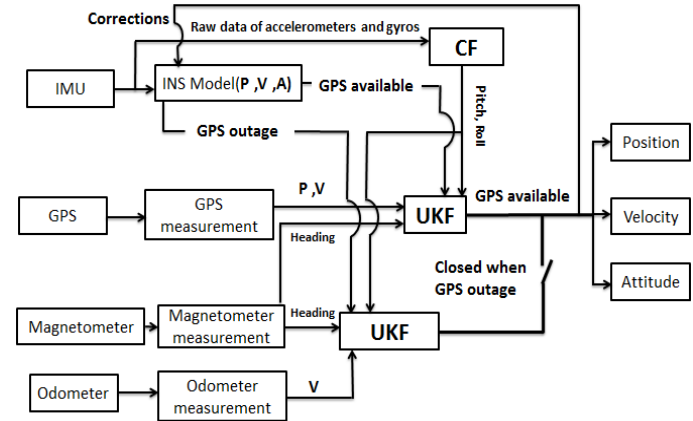 Corrections
Raw data of accelerometers and gyros
CF
IMU
INS Model(P ,V ,A)
GPS available
Pitch, Roll
GPS outage
Position
P ,V
GPS available
GPS
GPS
measurement
UKF
Velocity
Heading
Closed when
GPS outage
Attitude
Magnetometer
Magnetometer
measurement
Heading
UKF
Odometer
Odometer
measurement
V